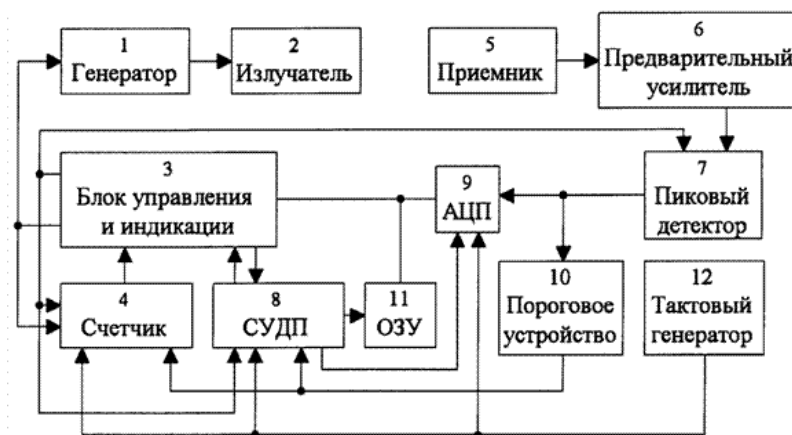 1
Генератор
2
Излучатель
5
Приемник
6
Предварительный
усилитель
3
Блок управления
и индикации
9
АЦП
7
Пиковый
детектор
4
Счетчик
8
СУДП
11
ОЗУ
10
Пороговое
устройство
12
Тактовый
генератор